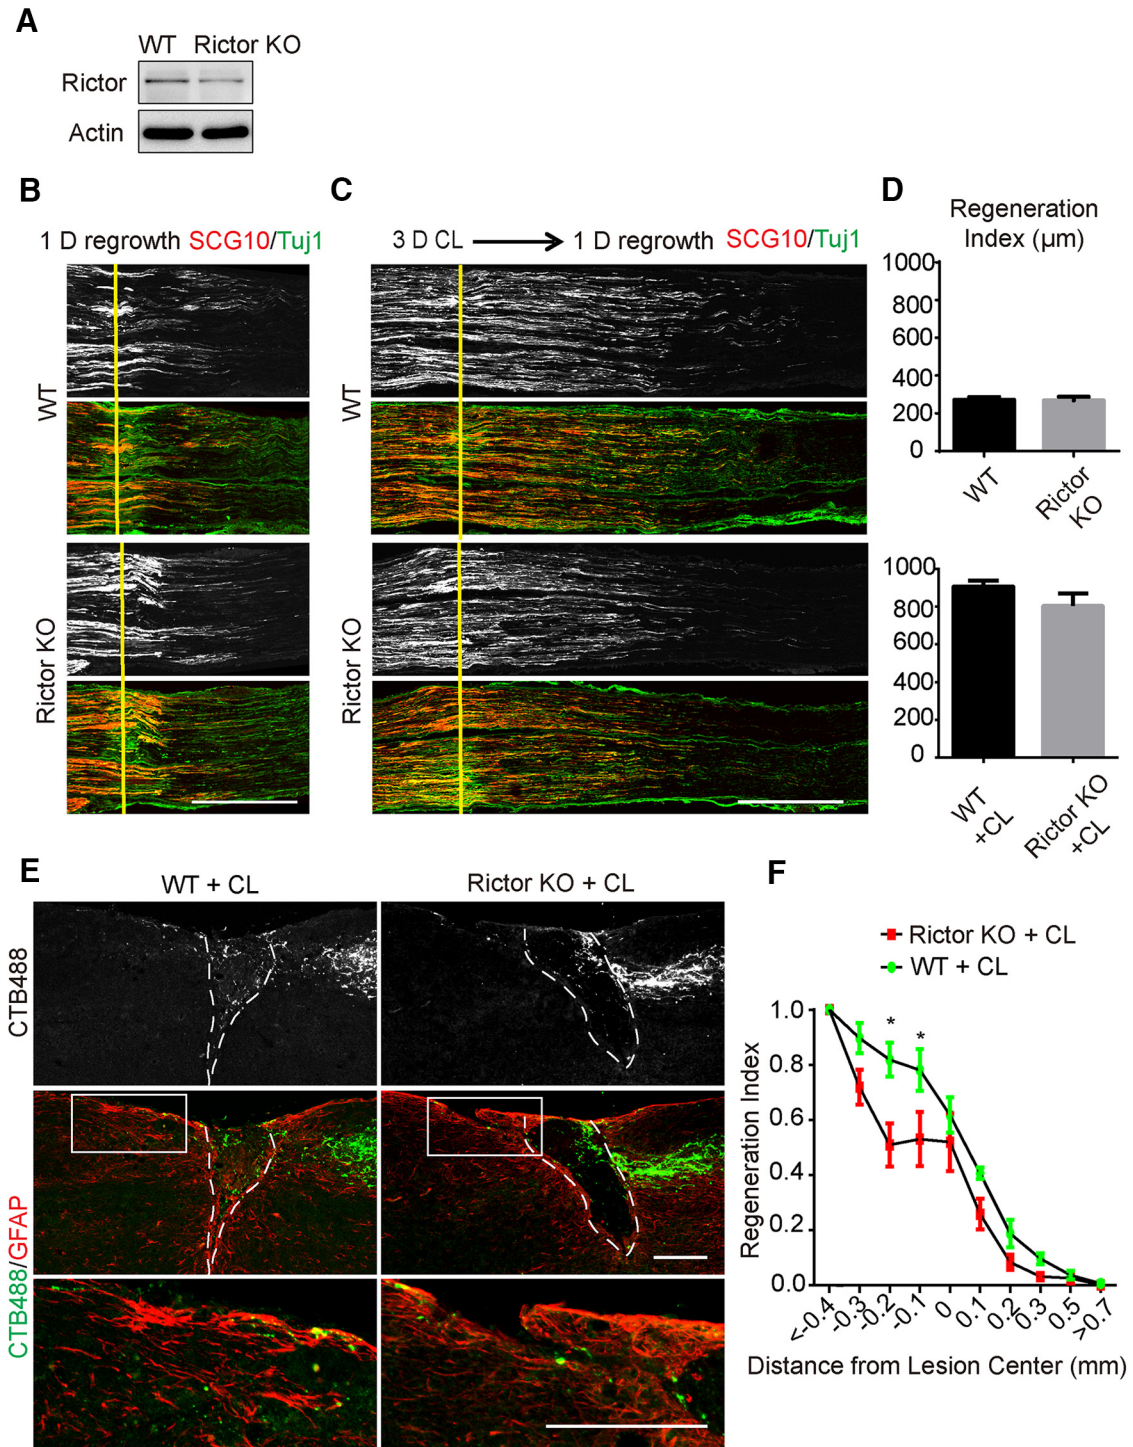 A
WT Rictor KO
Rictor
Actin
B
1 D regrowth SCG10/Tuj1
WT
Rictor KO
C
3 D CL 1 D regrowth SCG10/Tuj1
WT
Rictor KO
D
Regeneration
Index (µm)
1000
800
600
400
200
0
WT
Rictor
KO
1000
800
600
400
200
0
WT
+CL
Rictor KO
+CL
E
WT + CL
Rictor KO + CL
CTB488
CTB488/GFAP
F
Rictor KO + CL
WT + CL
Regeneration Index
1.0
0.8
0.6
0.4
0.2
0.0
* *
<-0.4 -0.3 -0.2 -0.1 0 0.1 0.2 0.3 0.5 >0.7
Distance from Lesion Center (mm)